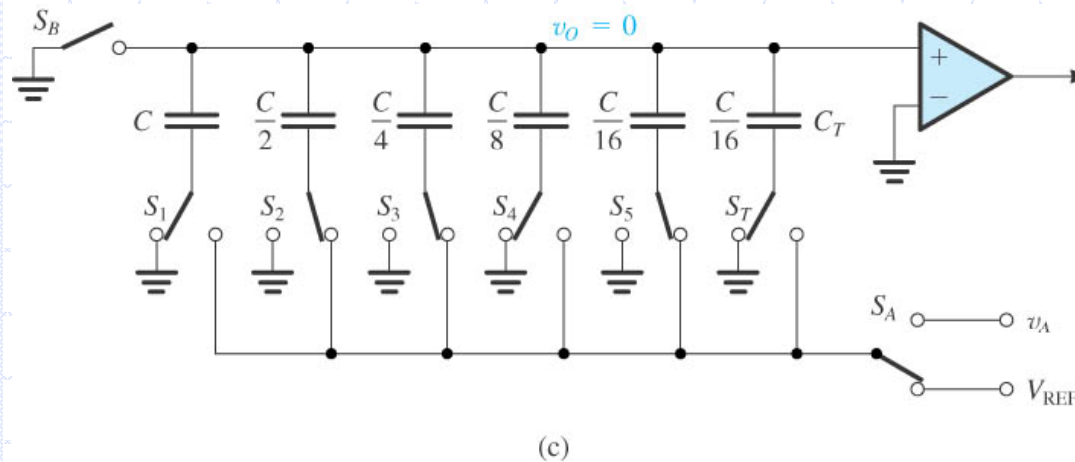 S_B
v_O = 0
+
−
C
C/2
C/4
C/8
C/16
C/16
C_T
S_1
S_2
S_3
S_4
S_5
S_T
S_A
v_A
V_REF
(c)